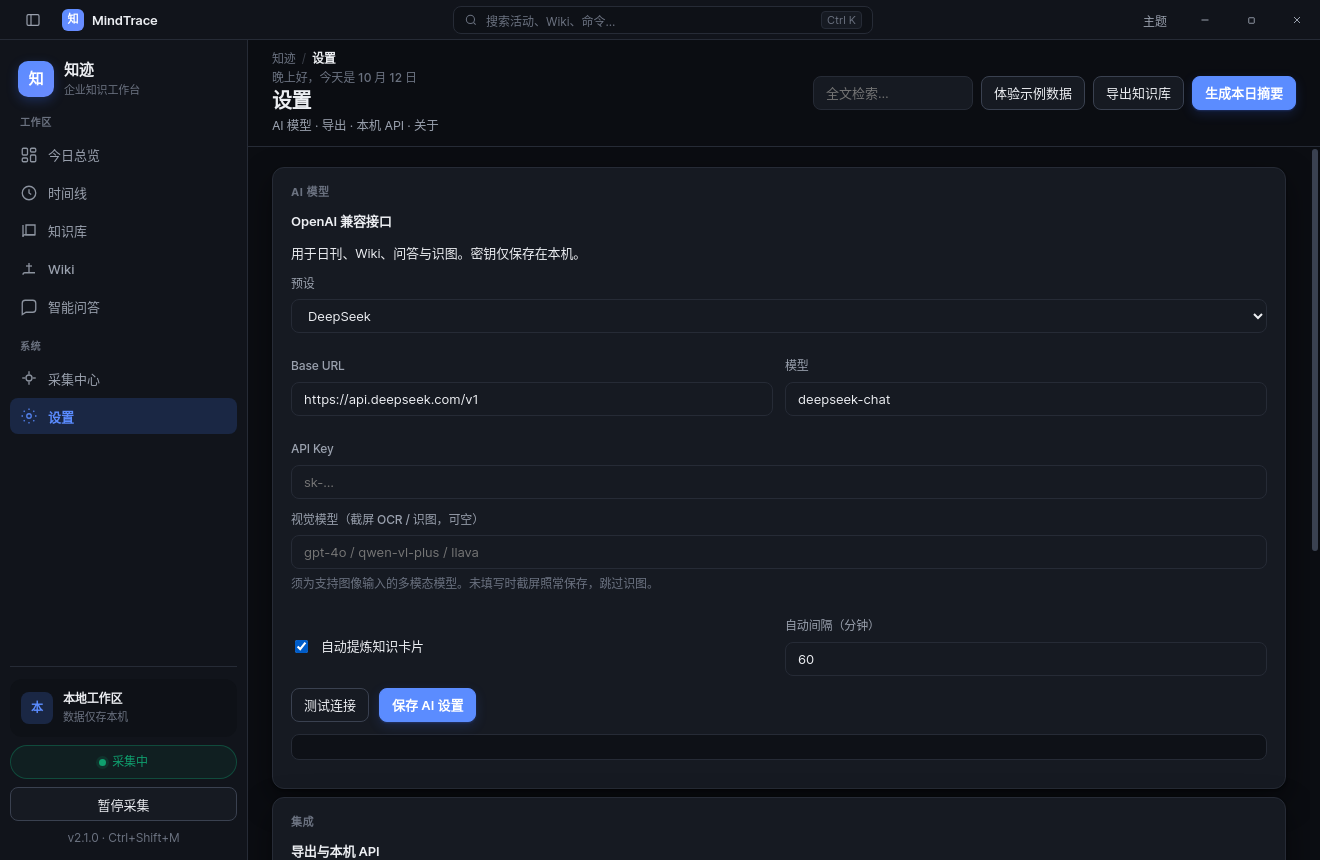 知 MindTrace
搜索活动、Wiki、命令... Ctrl K
主题
知
知迹
企业知识工作台
工作区
今日总览
时间线
知识库
Wiki
智能问答
系统
采集中心
设置
本
本地工作区
数据仅存本机
采集中
暂停采集
v2.1.0 · Ctrl+Shift+M
知迹 / 设置
晚上好，今天是 10 月 12 日
设置
AI 模型 · 导出 · 本机 API · 关于
全文检索...
体验示例数据
导出知识库
生成本日摘要
AI 模型
OpenAI 兼容接口
用于日刊、Wiki、问答与识图。密钥仅保存在本机。
预设
DeepSeek
Base URL
https://api.deepseek.com/v1
模型
deepseek-chat
API Key
sk-...
视觉模型（截屏 OCR / 识图，可空）
gpt-4o / qwen-vl-plus / llava
须为支持图像输入的多模态模型。未填写时截屏照常保存，跳过识图。
自动提炼知识卡片
自动间隔（分钟）
60
测试连接
保存 AI 设置
集成
导出与本机 API